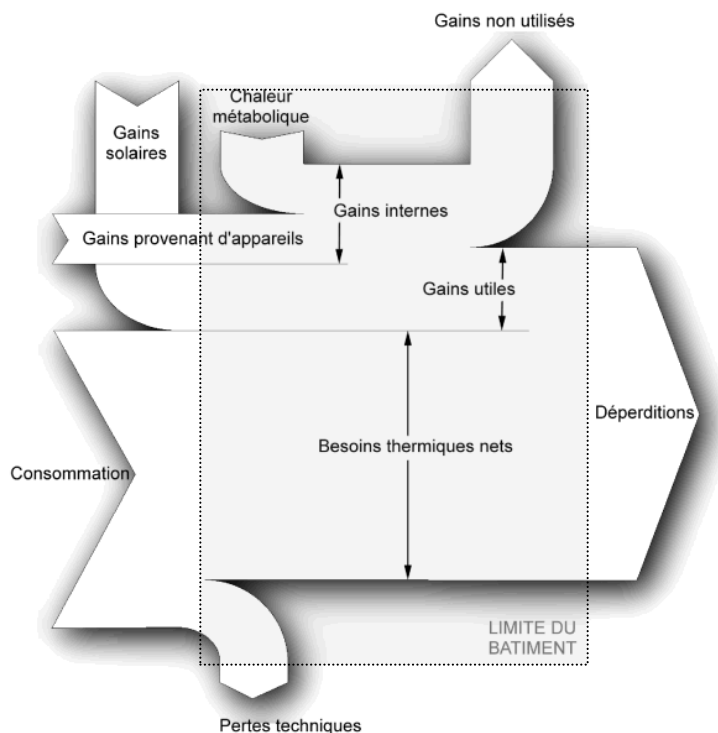 Gains non utilisés
Chaleur
métabolique
Gains
solaires
Gains internes
Gains provenant d'appareils
Gains utiles
Déperditions
Besoins thermiques nets
Consommation
LIMITE DU
BATIMENT
Pertes techniques